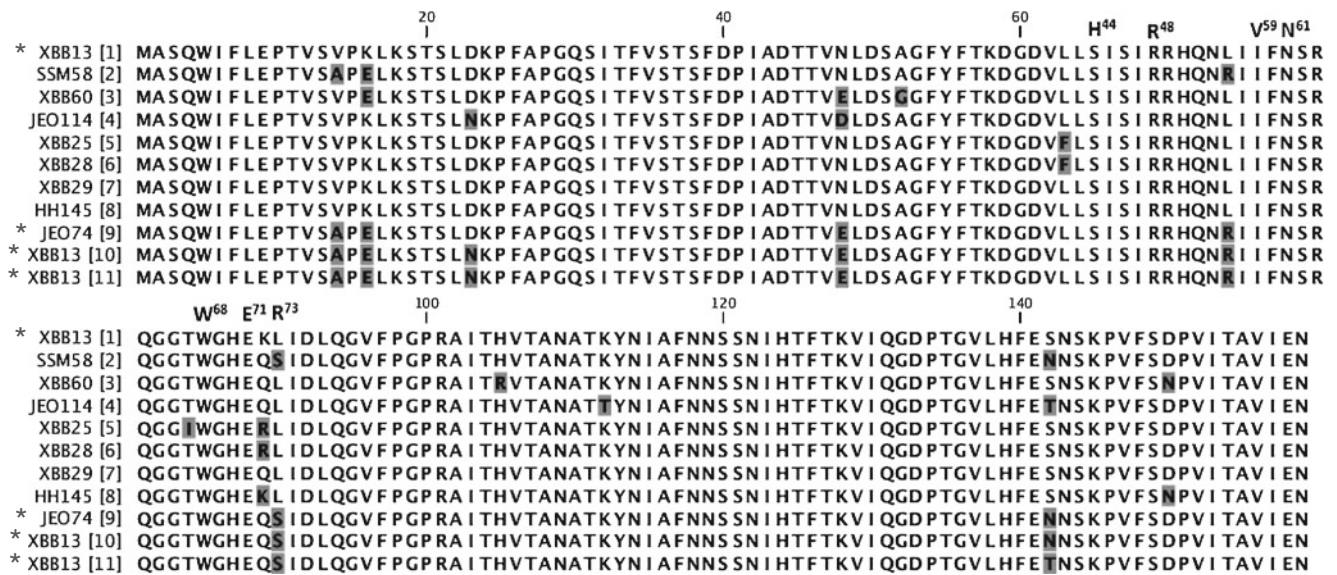 20 40 60 H44 R48 V59 N61
* XBB13 [1] MASQWIFLEPTVSVPKLKSTSLDKPFAPGQSITFVSTSFDPIADTTVNLDSAGFYFTKDGDVLLSISIRRHQNLIIFNSR
SSM58 [2] MASQWIFLEPTVSAPELKSTSLDKPFAPGQSITFVSTSFDPIADTTVNLDSAGFYFTKDGDVLLSISIRRHQNRIIFNSR
XBB60 [3] MASQWIFLEPTVSVPELKSTSLDKPFAPGQSITFVSTSFDPIADTTVELDSGGFYFTKDGDVLLSISIRRHQNLIIFNSR
JEO114 [4] MASQWIFLEPTVSVPKLKSTSLNKPFAPGQSITFVSTSFDPIADTTVDLDSAGFYFTKDGDVLLSISIRRHQNLIIFNSR
XBB25 [5] MASQWIFLEPTVSVPKLKSTSLDKPFAPGQSITFVSTSFDPIADTTVNLDSAGFYFTKDGDVFLSISIRRHQNLIIFNSR
XBB28 [6] MASQWIFLEPTVSVPKLKSTSLDKPFAPGQSITFVSTSFDPIADTTVNLDSAGFYFTKDGDVFLSISIRRHQNLIIFNSR
XBB29 [7] MASQWIFLEPTVSVPKLKSTSLDKPFAPGQSITFVSTSFDPIADTTVNLDSAGFYFTKDGDVLLSISIRRHQNLIIFNSR
HH145 [8] MASQWIFLEPTVSVPKLKSTSLDKPFAPGQSITFVSTSFDPIADTTVNLDSAGFYFTKDGDVLLSISIRRHQNLIIFNSR
* JEO74 [9] MASQWIFLEPTVSAPELKSTSLDKPFAPGQSITFVSTSFDPIADTTVELDSAGFYFTKDGDVLLSISIRRHQNRIIFNSR
* XBB13 [10] MASQWIFLEPTVSAPELKSTSLNKPFAPGQSITFVSTSFDPIADTTVELDSAGFYFTKDGDVLLSISIRRHQNRIIFNSR
* XBB13 [11] MASQWIFLEPTVSAPELKSTSLNKPFAPGQSITFVSTSFDPIADTTVELDSAGFYFTKDGDVLLSISIRRHQNRIIFNSR
W68 E71 R73 100 120 140
* XBB13 [1] QGGTWGHEKLIDLQGVFPGPRAITHVTANATKYNIAFNNSSNIHTFTKVIQGDPTGVLHFESNSKPVFSDPVITAVIEN
SSM58 [2] QGGTWGHEQSIDLQGVFPGPRAITHVTANATKYNIAFNNSSNIHTFTKVIQGDPTGVLHFENNSKPVFSDPVITAVIEN
XBB60 [3] QGGTWGHEQLIDLQGVFPGPRAITRVTANATKYNIAFNNSSNIHTFTKVIQGDPTGVLHFESNSKPVFSNPVITAVIEN
JEO114 [4] QGGTWGHEQLIDLQGVFPGPRAITHVTANATTYNIAFNNSSNIHTFTKVIQGDPTGVLHFETNSKPVFSDPVITAVIEN
XBB25 [5] QGGIWGHERLIDLQGVFPGPRAITHVTANATKYNIAFNNSSNIHTFTKVIQGDPTGVLHFESNSKPVFSDPVITAVIEN
XBB28 [6] QGGTWGHERLIDLQGVFPGPRAITHVTANATKYNIAFNNSSNIHTFTKVIQGDPTGVLHFESNSKPVFSDPVITAVIEN
XBB29 [7] QGGTWGHEQLIDLQGVFPGPRAITHVTANATKYNIAFNNSSNIHTFTKVIQGDPTGVLHFESNSKPVFSDPVITAVIEN
HH145 [8] QGGTWGHEKLIDLQGVFPGPRAITHVTANATKYNIAFNNSSNIHTFTKVIQGDPTGVLHFESNSKPVFSNPVITAVIEN
* JEO74 [9] QGGTWGHEQSIDLQGVFPGPRAITHVTANATKYNIAFNNSSNIHTFTKVIQGDPTGVLHFENNSKPVFSDPVITAVIEN
* XBB13 [10] QGGTWGHEQSIDLQGVFPGPRAITHVTANATKYNIAFNNSSNIHTFTKVIQGDPTGVLHFENNSKPVFSDPVITAVIEN
* XBB13 [11] QGGTWGHEQSIDLQGVFPGPRAITHVTANATKYNIAFNNSSNIHTFTKVIQGDPTGVLHFETNSKPVFSDPVITAVIEN